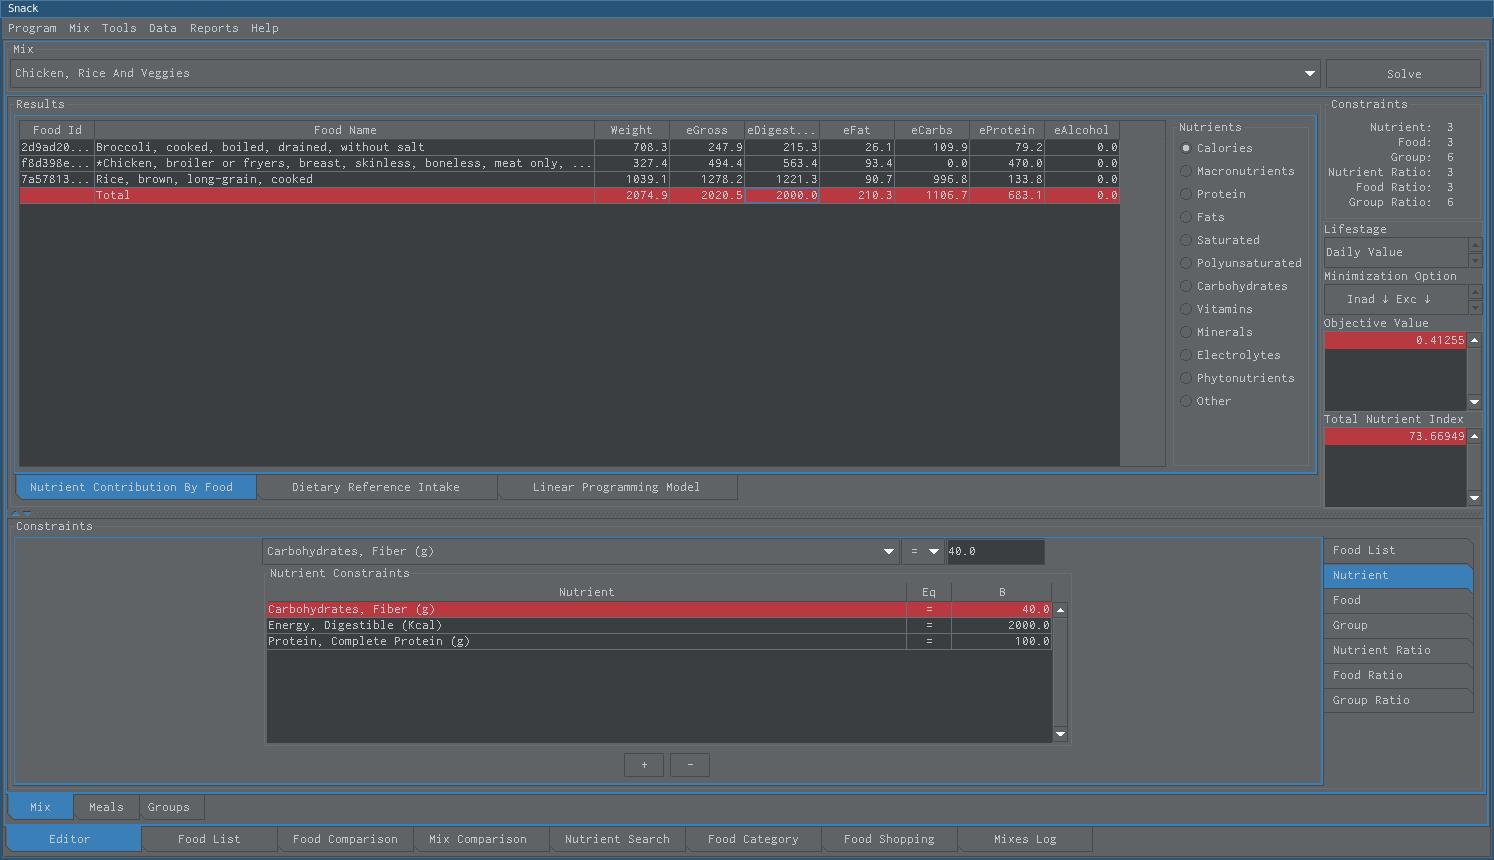 Snack
Program Mix Tools Data Reports Help
Mix
Chicken, Rice And Veggies
Solve
Results
Food Id Food Name Weight eGross eDigest... eFat eCarbs eProtein eAlcohol
2d9ad20... Broccoli, cooked, boiled, drained, without salt 708.3 247.9 215.3 26.1 109.9 79.2 0.0
f8d398e... *Chicken, broiler or fryers, breast, skinless, boneless, meat only, ... 327.4 494.4 563.4 93.4 0.0 470.0 0.0
7a57813... Rice, brown, long-grain, cooked 1039.1 1278.2 1221.3 90.7 996.8 133.8 0.0
Total 2074.9 2020.5 2000.0 210.3 1106.7 683.1 0.0
Nutrients
Calories
Macronutrients
Protein
Fats
Saturated
Polyunsaturated
Carbohydrates
Vitamins
Minerals
Electrolytes
Phytonutrients
Other
Constraints
Nutrient: 3
Food: 3
Group: 6
Nutrient Ratio: 3
Food Ratio: 3
Group Ratio: 6
Lifestage
Daily Value
Minimization Option
Inad ↓ Exc ↓
Objective Value
0.41255
Total Nutrient Index
73.66949
Nutrient Contribution By Food Dietary Reference Intake Linear Programming Model
Constraints
Carbohydrates, Fiber (g) = 40.0
Nutrient Constraints
Nutrient Eq B
Carbohydrates, Fiber (g) = 40.0
Energy, Digestible (Kcal) = 2000.0
Protein, Complete Protein (g) = 100.0
+ -
Food List
Nutrient
Food
Group
Nutrient Ratio
Food Ratio
Group Ratio
Mix Meals Groups
Editor Food List Food Comparison Mix Comparison Nutrient Search Food Category Food Shopping Mixes Log